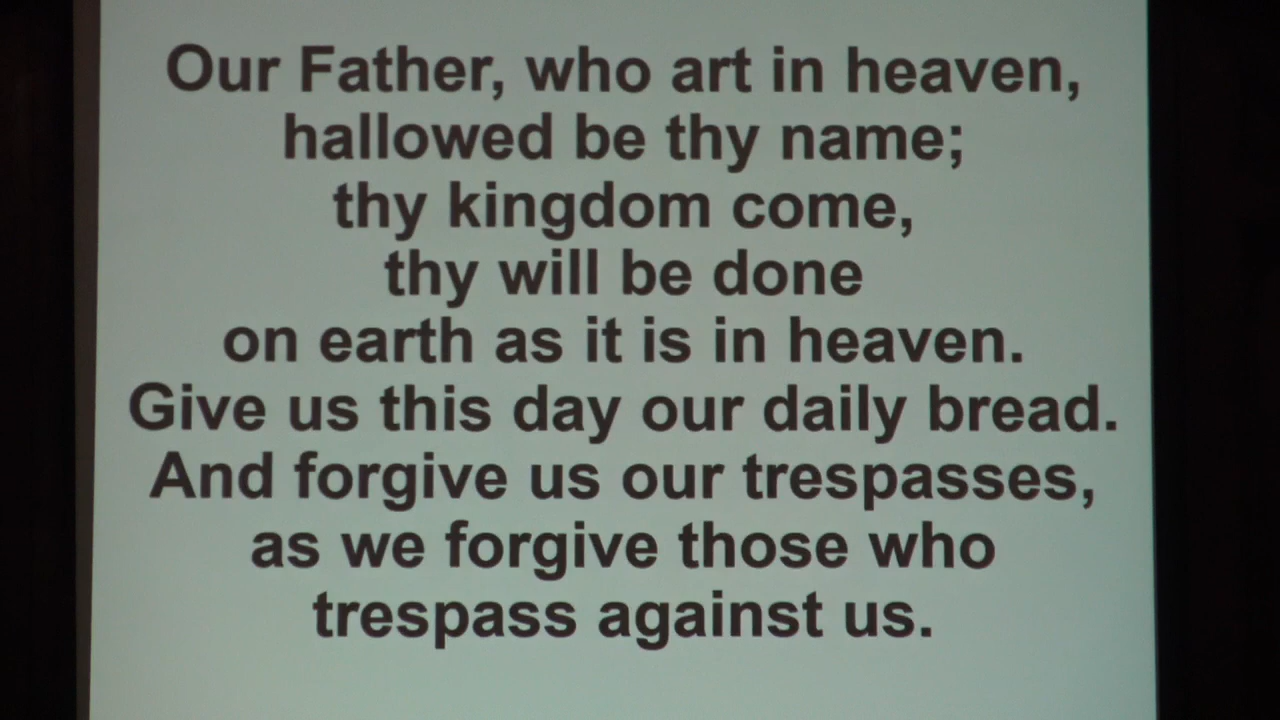 Our Father, who art in heaven,
hallowed be thy name;
thy kingdom come,
thy will be done
on earth as it is in heaven.
Give us this day our daily bread.
And forgive us our trespasses,
as we forgive those who
trespass against us.